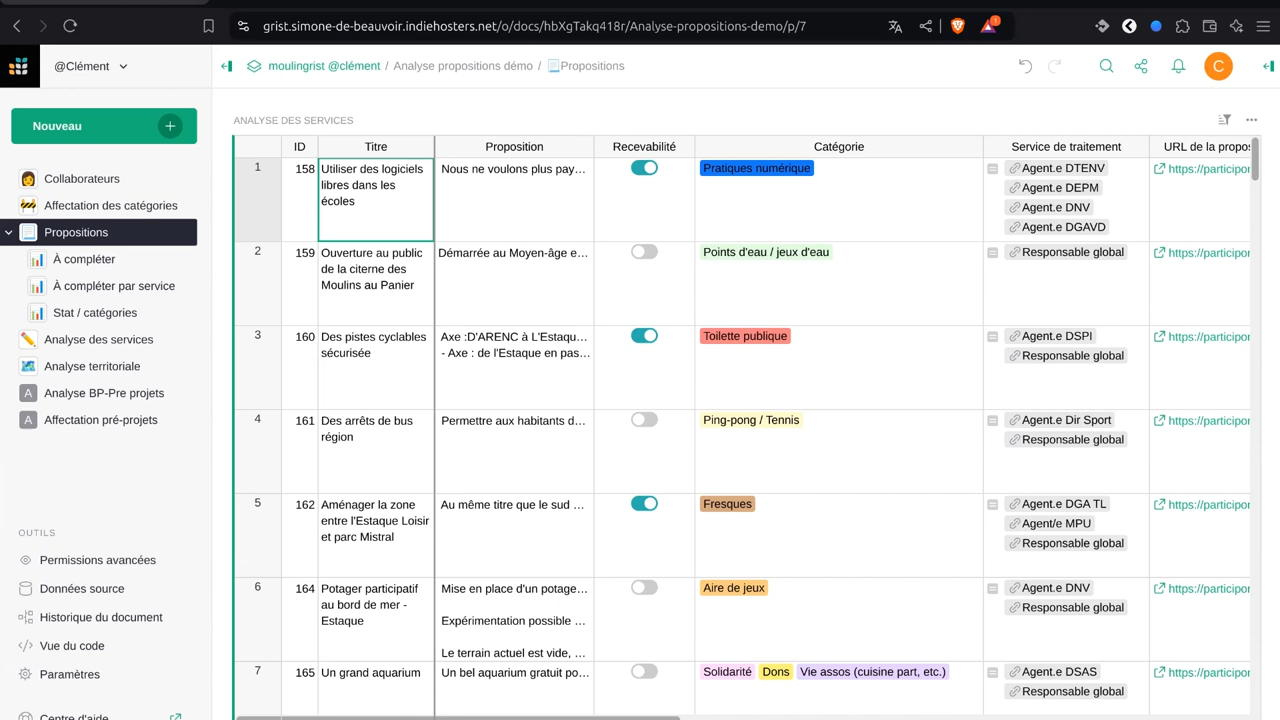 grist.simone-de-beauvoir.indiehosters.net/o/docs/hbXgTakq418r/Analyse-propositions-demo/p/7
1
@Clément
moulingrist @clément / Analyse propositions démo / Propositions
C
Nouveau
Collaborateurs
Affectation des catégories
Propositions
À compléter
À compléter par service
Stat / catégories
Analyse des services
Analyse territoriale
A Analyse BP-Pre projets
A Affectation pré-projets
OUTILS
Permissions avancées
Données source
Historique du document
Vue du code
Paramètres
Centre d'aide
ANALYSE DES SERVICES
ID Titre Proposition Recevabilité Catégorie Service de traitement URL de la propos
1 158 Utiliser des logiciels Nous ne voulons plus pay… Pratiques numérique Agent.e DTENV https://participor
libres dans les Agent.e DEPM
écoles Agent.e DNV
Agent.e DGAVD
2 159 Ouverture au public Démarrée au Moyen-âge e… Points d'eau / jeux d'eau Responsable global https://participor
de la citerne des
Moulins au Panier
3 160 Des pistes cyclables Axe :D'ARENC à L'Estaqu… Toilette publique Agent.e DSPI https://participor
sécurisée - Axe : de l'Estaque en pas… Responsable global
4 161 Des arrêts de bus Permettre aux habitants d… Ping-pong / Tennis Agent.e Dir Sport https://participor
région Responsable global
5 162 Aménager la zone Au même titre que le sud … Fresques Agent.e DGA TL https://participor
entre l'Estaque Loisir Agent/e MPU
et parc Mistral Responsable global
6 164 Potager participatif Mise en place d'un potage… Aire de jeux Agent.e DNV https://participor
au bord de mer - Responsable global
Estaque Expérimentation possible …
Le terrain actuel est vide, …
7 165 Un grand aquarium Un bel aquarium gratuit po… Solidarité Dons Vie assos (cuisine part, etc.) Agent.e DSAS https://participor
Responsable global